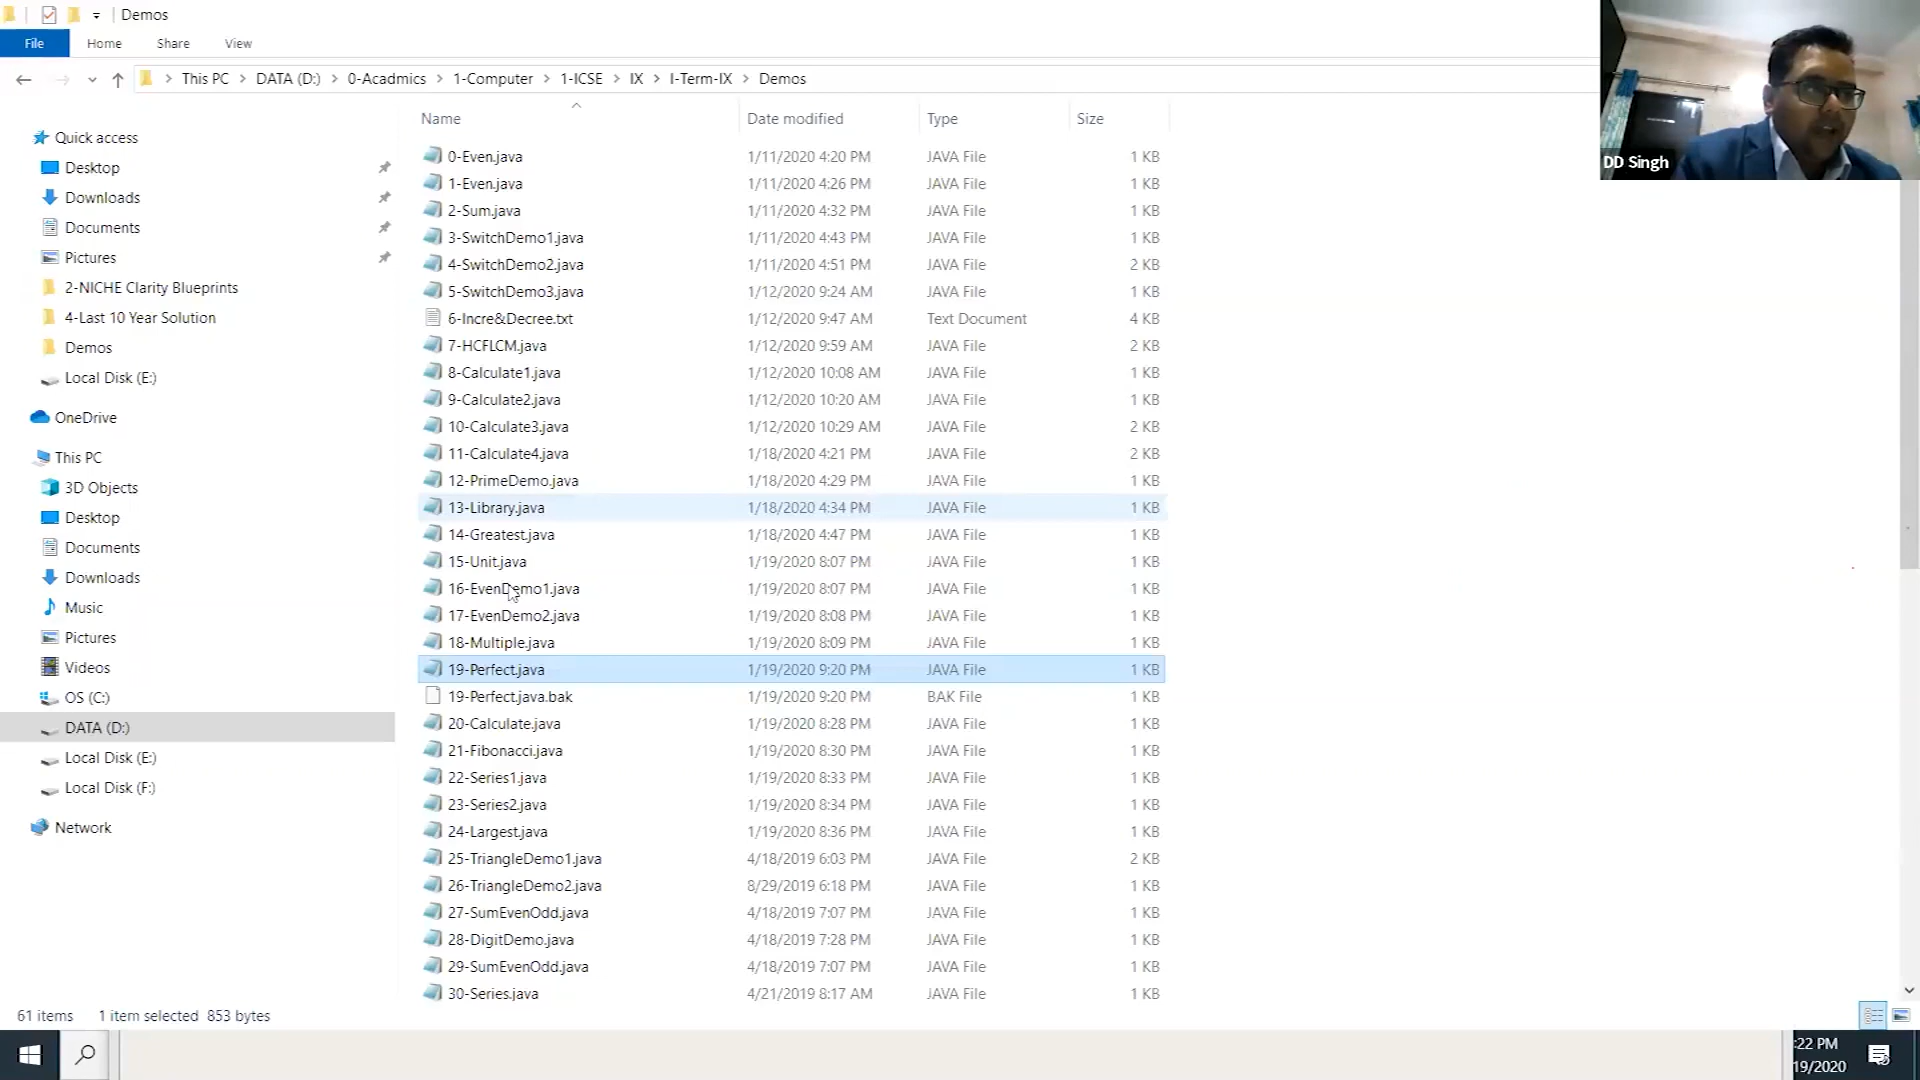 Demos
File Home Share View
This PC DATA (D:) 0-Acadmics 1-Computer 1-ICSE IX I-Term-IX Demos
DD Singh
Name Date modified Type Size
Quick access
Desktop
Downloads
Documents
Pictures
2-NICHE Clarity Blueprints
4-Last 10 Year Solution
Demos
Local Disk (E:)
OneDrive
This PC
3D Objects
Desktop
Documents
Downloads
Music
Pictures
Videos
OS (C:)
DATA (D:)
Local Disk (E:)
Local Disk (F:)
Network
0-Even.java 1/11/2020 4:20 PM JAVA File 1 KB
1-Even.java 1/11/2020 4:26 PM JAVA File 1 KB
2-Sum.java 1/11/2020 4:32 PM JAVA File 1 KB
3-SwitchDemo1.java 1/11/2020 4:43 PM JAVA File 1 KB
4-SwitchDemo2.java 1/11/2020 4:51 PM JAVA File 2 KB
5-SwitchDemo3.java 1/12/2020 9:24 AM JAVA File 1 KB
6-Incre&Decree.txt 1/12/2020 9:47 AM Text Document 4 KB
7-HCFLCM.java 1/12/2020 9:59 AM JAVA File 2 KB
8-Calculate1.java 1/12/2020 10:08 AM JAVA File 1 KB
9-Calculate2.java 1/12/2020 10:20 AM JAVA File 1 KB
10-Calculate3.java 1/12/2020 10:29 AM JAVA File 2 KB
11-Calculate4.java 1/18/2020 4:21 PM JAVA File 2 KB
12-PrimeDemo.java 1/18/2020 4:29 PM JAVA File 1 KB
13-Library.java 1/18/2020 4:34 PM JAVA File 1 KB
14-Greatest.java 1/18/2020 4:47 PM JAVA File 1 KB
15-Unit.java 1/19/2020 8:07 PM JAVA File 1 KB
16-EvenDemo1.java 1/19/2020 8:07 PM JAVA File 1 KB
17-EvenDemo2.java 1/19/2020 8:08 PM JAVA File 1 KB
18-Multiple.java 1/19/2020 8:09 PM JAVA File 1 KB
19-Perfect.java 1/19/2020 9:20 PM JAVA File 1 KB
19-Perfect.java.bak 1/19/2020 9:20 PM BAK File 1 KB
20-Calculate.java 1/19/2020 8:28 PM JAVA File 1 KB
21-Fibonacci.java 1/19/2020 8:30 PM JAVA File 1 KB
22-Series1.java 1/19/2020 8:33 PM JAVA File 1 KB
23-Series2.java 1/19/2020 8:34 PM JAVA File 1 KB
24-Largest.java 1/19/2020 8:36 PM JAVA File 1 KB
25-TriangleDemo1.java 4/18/2019 6:03 PM JAVA File 2 KB
26-TriangleDemo2.java 8/29/2019 6:18 PM JAVA File 1 KB
27-SumEvenOdd.java 4/18/2019 7:07 PM JAVA File 1 KB
28-DigitDemo.java 4/18/2019 7:28 PM JAVA File 1 KB
29-SumEvenOdd.java 4/18/2019 7:07 PM JAVA File 1 KB
30-Series.java 4/21/2019 8:17 AM JAVA File 1 KB
61 items 1 item selected 853 bytes
:22 PM
19/2020